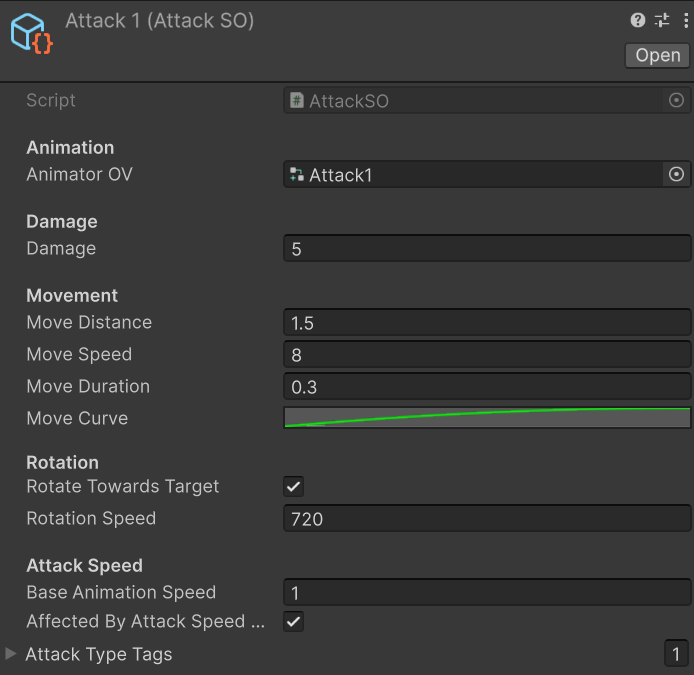 Attack 1 (Attack SO)
Open
Script AttackSO
Animation
Animator OV Attack1
Damage
Damage 5
Movement
Move Distance 1.5
Move Speed 8
Move Duration 0.3
Move Curve
Rotation
Rotate Towards Target
Rotation Speed 720
Attack Speed
Base Animation Speed 1
Affected By Attack Speed ...
Attack Type Tags 1